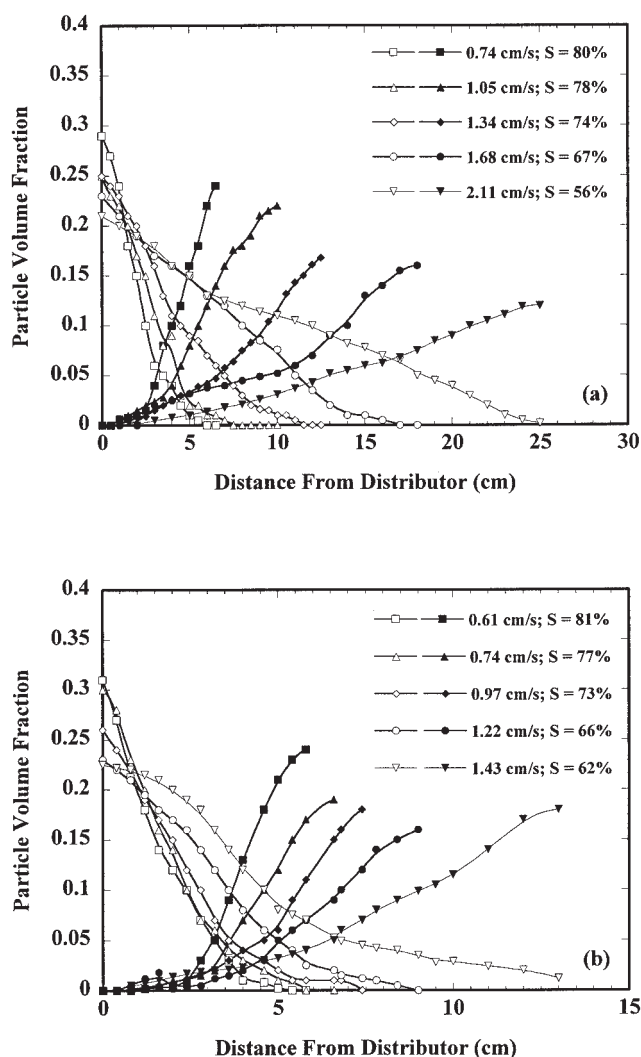 0.4
0.74 cm/s; S = 80%
0.35
1.05 cm/s; S = 78%
0.3
1.34 cm/s; S = 74%
0.25
1.68 cm/s; S = 67%
2.11 cm/s; S = 56%
0.2
0.15
0.1
0.05
(a)
0
Particle Volume Fraction
0 5 10 15 20 25 30
Distance From Distributor (cm)
0.4
0.61 cm/s; S = 81%
0.35
0.74 cm/s; S = 77%
0.3
0.97 cm/s; S = 73%
0.25
1.22 cm/s; S = 66%
1.43 cm/s; S = 62%
0.2
0.15
0.1
0.05
(b)
0
Particle Volume Fraction
0 5 10 15
Distance From Distributor (cm)